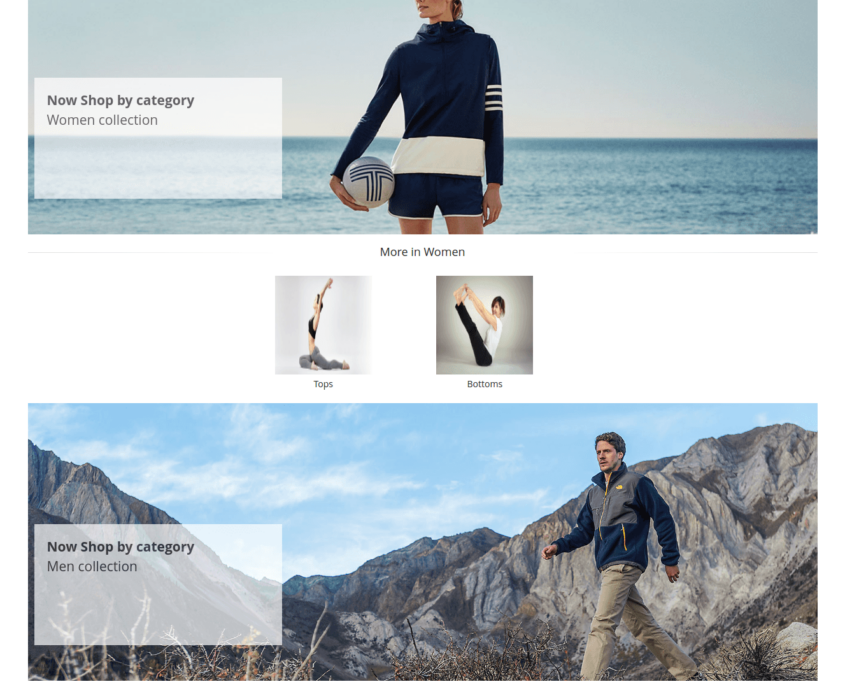 Now Shop by category
Women collection
More in Women
Tops
Bottoms
Now Shop by category
Men collection